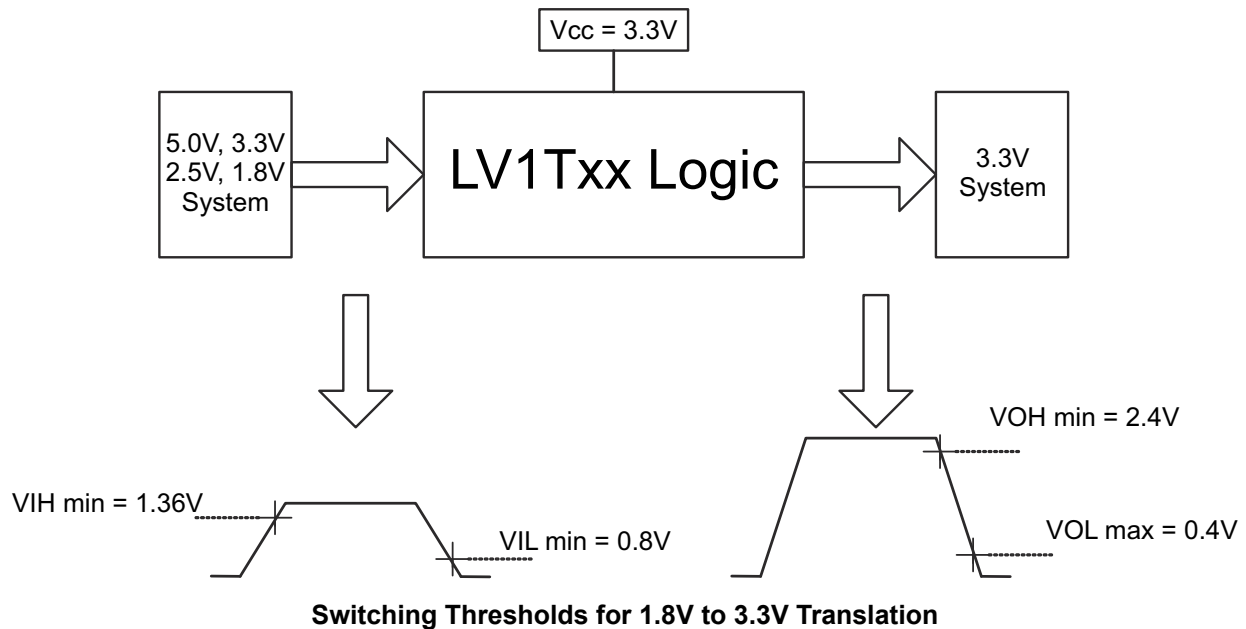 Vcc = 3.3V
5.0V, 3.3V
2.5V, 1.8V
System
LV1Txx Logic
3.3V
System
VIH min = 1.36V
VIL min = 0.8V
VOH min = 2.4V
VOL max = 0.4V
Switching Thresholds for 1.8V to 3.3V Translation